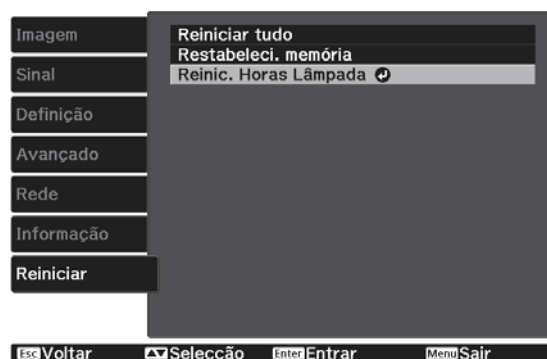 Imagem
Sinal
Definição
Avançado
Rede
Informação
Reiniciar
Reiniciar tudo
Restabeleci. memória
Reinic. Horas Lâmpada
Esc Voltar Selecção Enter Entrar Menu Sair